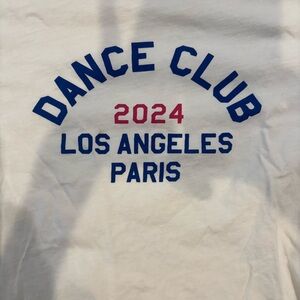 DANCE CLUB
2024
LOS ANGELES
PARIS